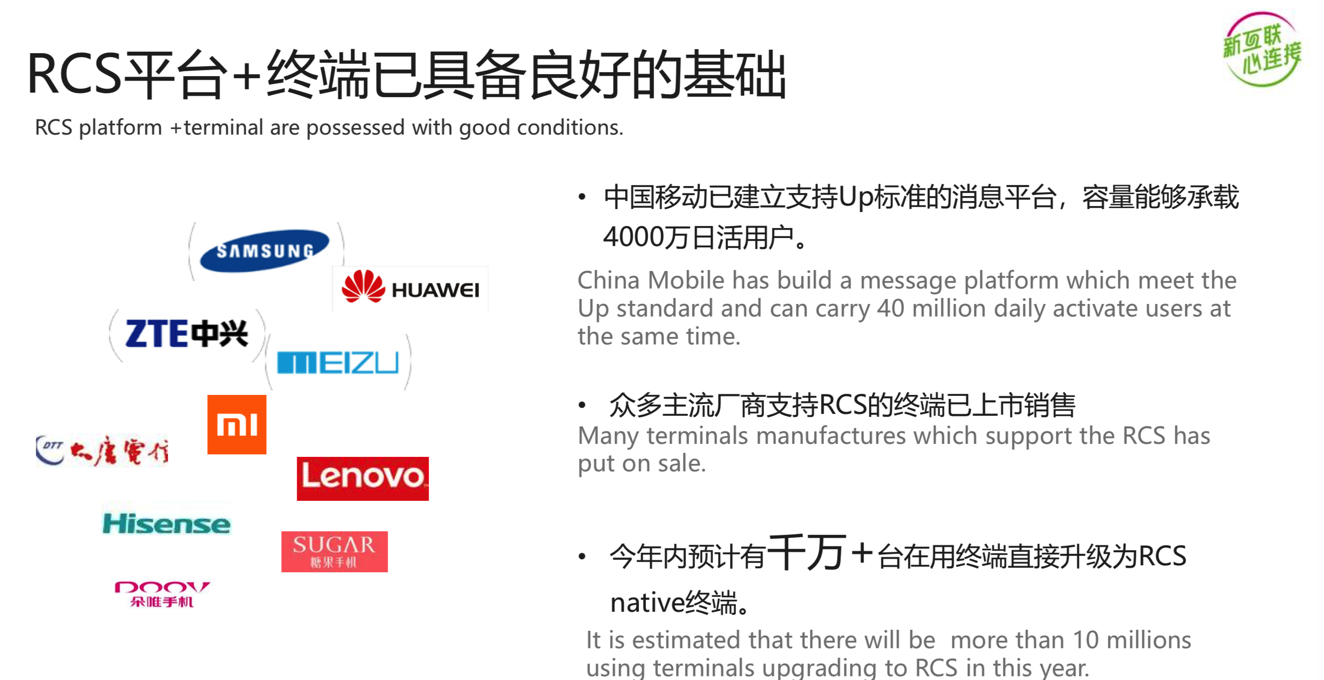 RCS平台+终端已具备良好的基础
新互联
心连接
RCS platform +terminal are possessed with good conditions.
SAMSUNG
HUAWEI
ZTE中兴
MEIZU
mi
DTT 大唐電信
Lenovo
Hisense
SUGAR
糖果手机
DOOV
朵唯手机
• 中国移动已建立支持Up标准的消息平台，容量能够承载
4000万日活用户。
China Mobile has build a message platform which meet the
Up standard and can carry 40 million daily activate users at
the same time.
• 众多主流厂商支持RCS的终端已上市销售
Many terminals manufactures which support the RCS has
put on sale.
• 今年内预计有千万+台在用终端直接升级为RCS
native终端。
It is estimated that there will be  more than 10 millions
using terminals upgrading to RCS in this year.